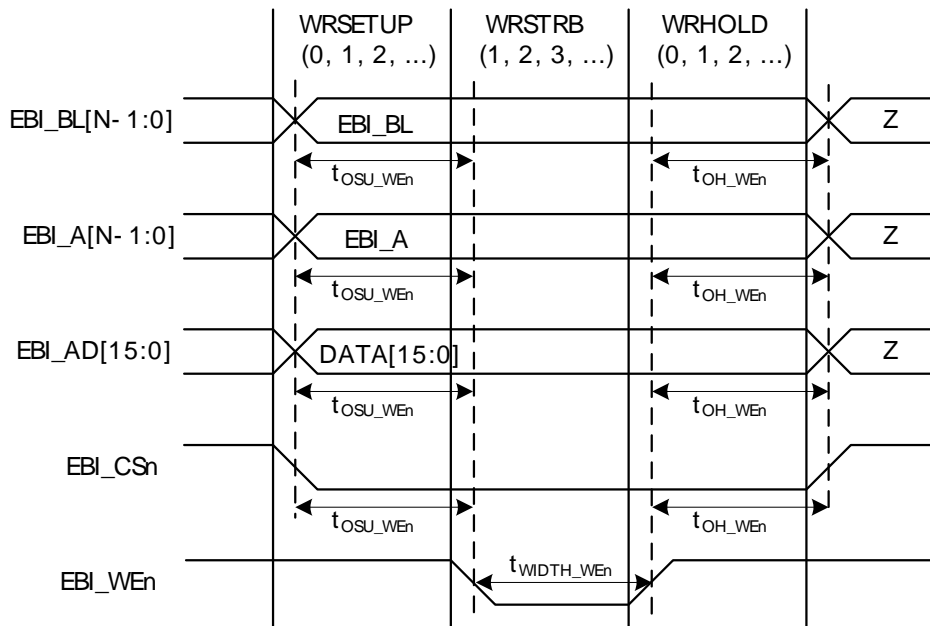 WRSETUP WRSTRB WRHOLD
(0, 1, 2, ...) (1, 2, 3, ...) (0, 1, 2, ...)
EBI_BL[N-1:0] EBI_BL Z
tOSU_WEn tOH_WEn
EBI_A[N-1:0] EBI_A Z
tOSU_WEn tOH_WEn
EBI_AD[15:0] DATA[15:0] Z
tOSU_WEn tOH_WEn
EBI_CSn
tOSU_WEn tOH_WEn
EBI_WEn tWIDTH_WEn